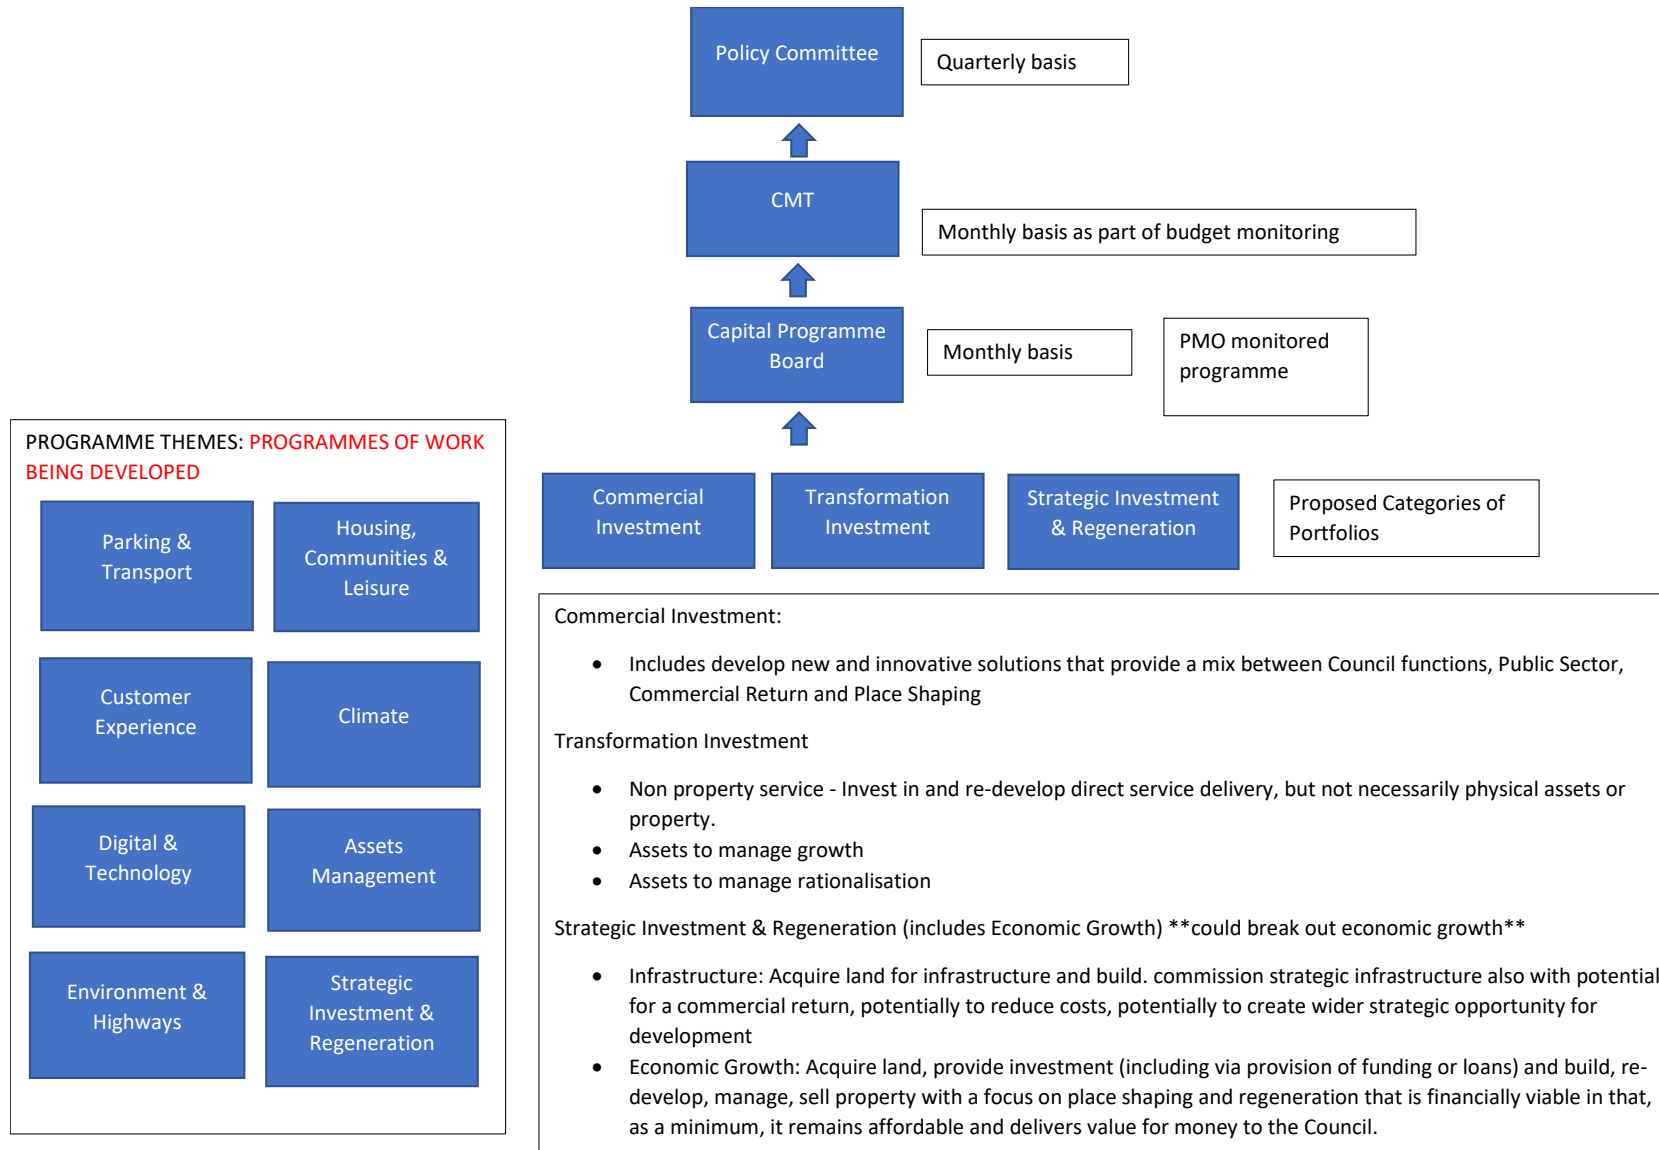 Policy Committee
Quarterly basis
CMT
Monthly basis as part of budget monitoring
Capital Programme
Board
Monthly basis
PMO monitored
programme
PROGRAMME THEMES: PROGRAMMES OF WORK
BEING DEVELOPED
Parking &
Transport
Housing,
Communities &
Leisure
Customer
Experience
Climate
Digital &
Technology
Assets
Management
Environment &
Highways
Strategic
Investment &
Regeneration
Commercial
Investment
Transformation
Investment
Strategic Investment
& Regeneration
Proposed Categories of
Portfolios
Commercial Investment:
• Includes develop new and innovative solutions that provide a mix between Council functions, Public Sector,
Commercial Return and Place Shaping
Transformation Investment
• Non property service - Invest in and re-develop direct service delivery, but not necessarily physical assets or
property.
• Assets to manage growth
• Assets to manage rationalisation
Strategic Investment & Regeneration (includes Economic Growth) **could break out economic growth**
• Infrastructure: Acquire land for infrastructure and build. commission strategic infrastructure also with potential
for a commercial return, potentially to reduce costs, potentially to create wider strategic opportunity for
development
• Economic Growth: Acquire land, provide investment (including via provision of funding or loans) and build, re-
develop, manage, sell property with a focus on place shaping and regeneration that is financially viable in that,
as a minimum, it remains affordable and delivers value for money to the Council.